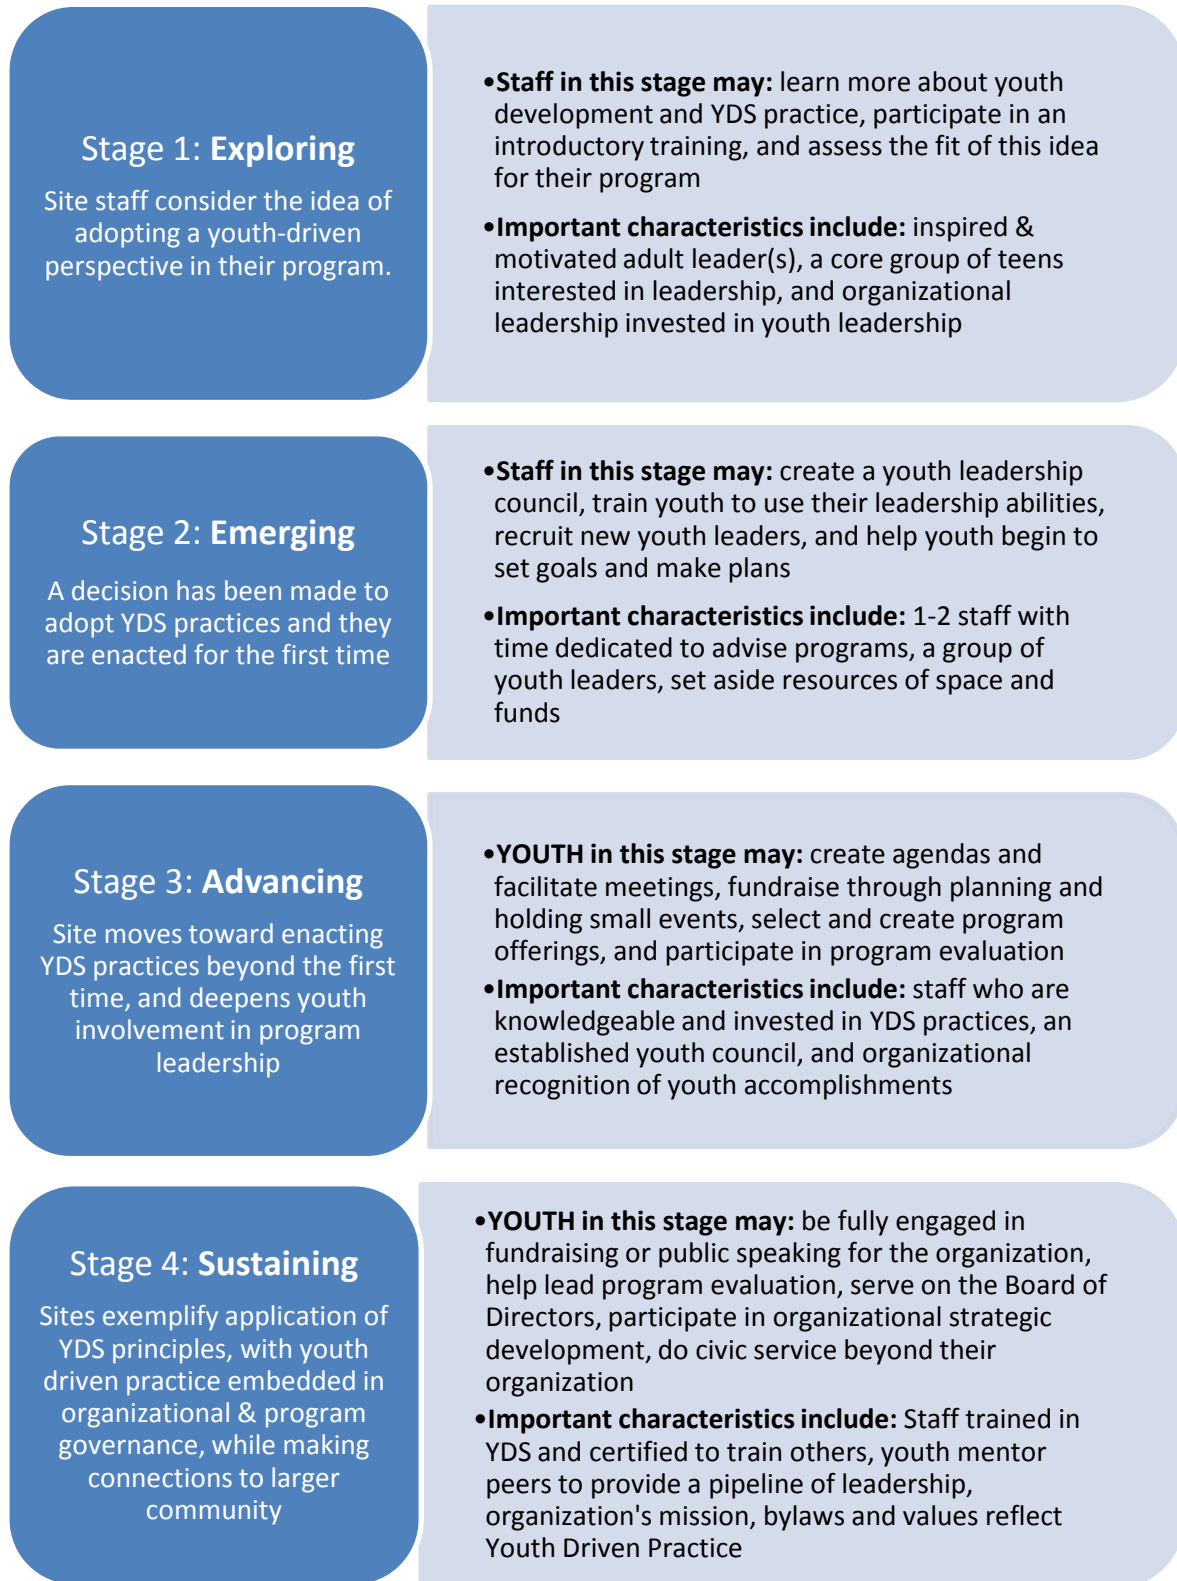 Stage 1: Exploring
Site staff consider the idea of
adopting a youth-driven
perspective in their program.
•Staff in this stage may: learn more about youth
development and YDS practice, participate in an
introductory training, and assess the fit of this idea
for their program
•Important characteristics include: inspired &
motivated adult leader(s), a core group of teens
interested in leadership, and organizational
leadership invested in youth leadership
Stage 2: Emerging
A decision has been made to
adopt YDS practices and they
are enacted for the first time
•Staff in this stage may: create a youth leadership
council, train youth to use their leadership abilities,
recruit new youth leaders, and help youth begin to
set goals and make plans
•Important characteristics include: 1-2 staff with
time dedicated to advise programs, a group of
youth leaders, set aside resources of space and
funds
Stage 3: Advancing
Site moves toward enacting
YDS practices beyond the first
time, and deepens youth
involvement in program
leadership
•YOUTH in this stage may: create agendas and
facilitate meetings, fundraise through planning and
holding small events, select and create program
offerings, and participate in program evaluation
•Important characteristics include: staff who are
knowledgeable and invested in YDS practices, an
established youth council, and organizational
recognition of youth accomplishments
Stage 4: Sustaining
Sites exemplify application of
YDS principles, with youth
driven practice embedded in
organizational & program
governance, while making
connections to larger
community
•YOUTH in this stage may: be fully engaged in
fundraising or public speaking for the organization,
help lead program evaluation, serve on the Board of
Directors, participate in organizational strategic
development, do civic service beyond their
organization
•Important characteristics include: Staff trained in
YDS and certified to train others, youth mentor
peers to provide a pipeline of leadership,
organization's mission, bylaws and values reflect
Youth Driven Practice